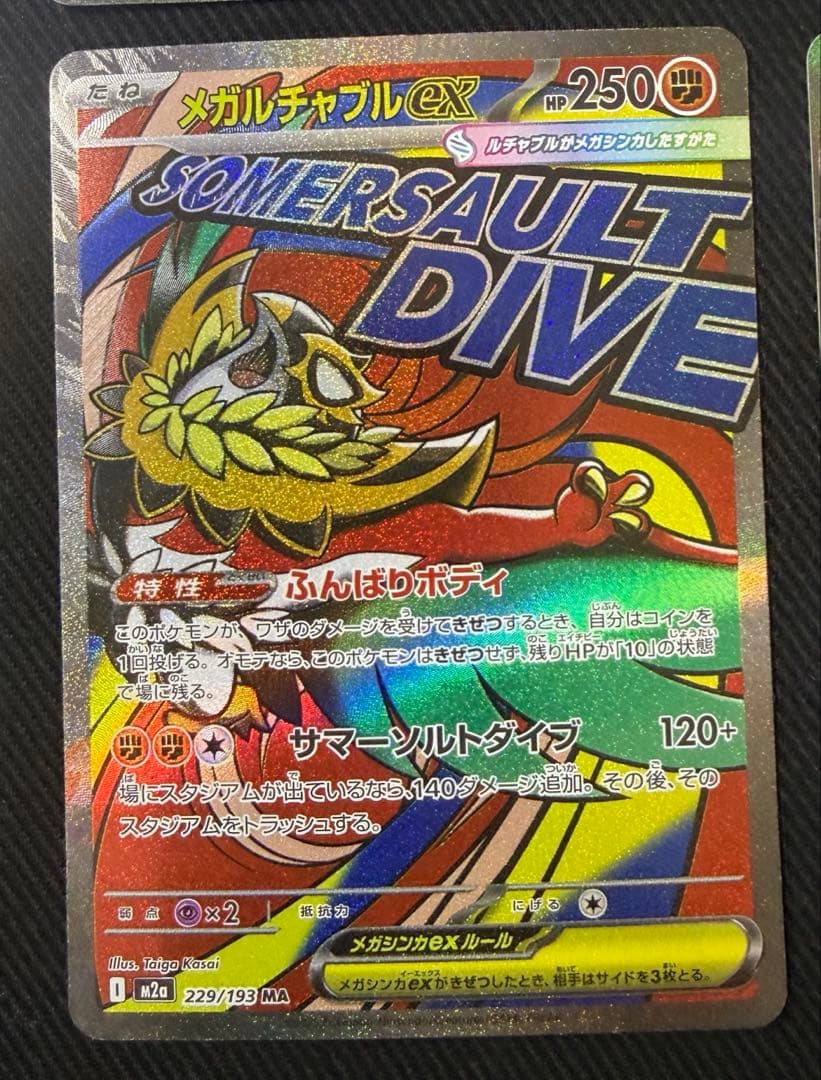 たね
メガルチャブルex
HP250
ルチャブルがメガシンカしたすがた
SOMERSAULT
DIVE
特性 とくせい ふんばりボディ
このポケモンが、ワザのダメージを受けてきぜつするとき、自分はコインを
1回投げる。オモテなら、このポケモンはきぜつせず、残りHPが「10」の状態
で場に残る。
サマーソルトダイブ 120+
場にスタジアムが出ているなら、140ダメージ追加。その後、その
スタジアムをトラッシュする。
弱点 ×2 抵抗力 にげる
メガシンカexルール
メガシンカexがきぜつしたとき、相手はサイドを3枚とる。
Illus. Taiga Kasai
I m2a 229/193 MA